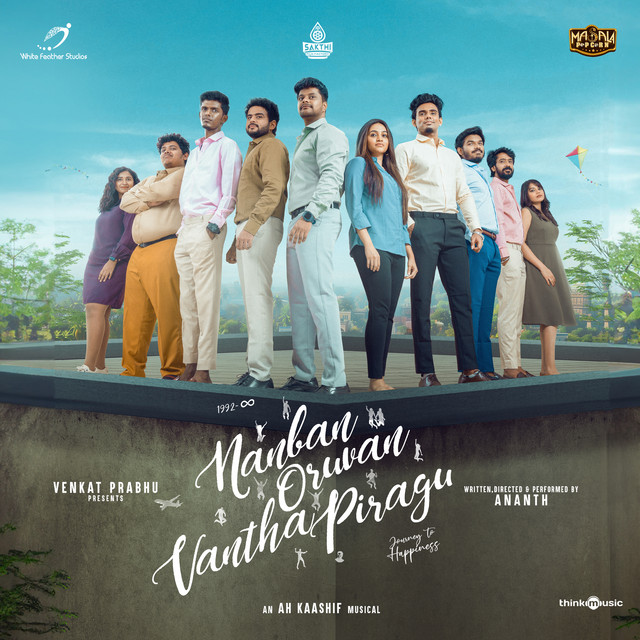 White Feather Studios
SAKTHI
MASALA
POPCORN
1992-∞
Nanban
Oruvan
Vantha Piragu
Journey to
Happiness
VENKAT PRABHU
PRESENTS
WRITTEN, DIRECTED & PERFORMED BY
ANANTH
AN AH KAASHIF MUSICAL
think music